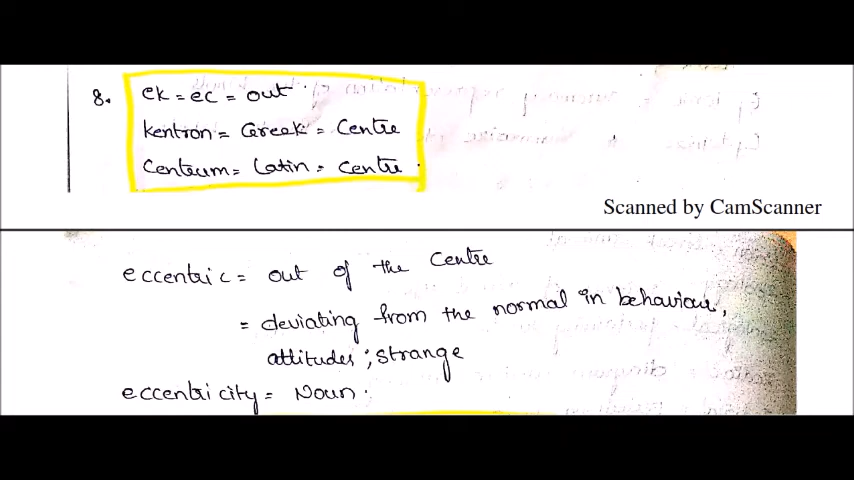 8. ek = ec = out
kentron = Greek = Centre
Centrum = Latin = Centre.
Scanned by CamScanner
eccentric = out of the Centre
= deviating from the normal in behaviour,
attitudes; strange
eccentricity = Noun.